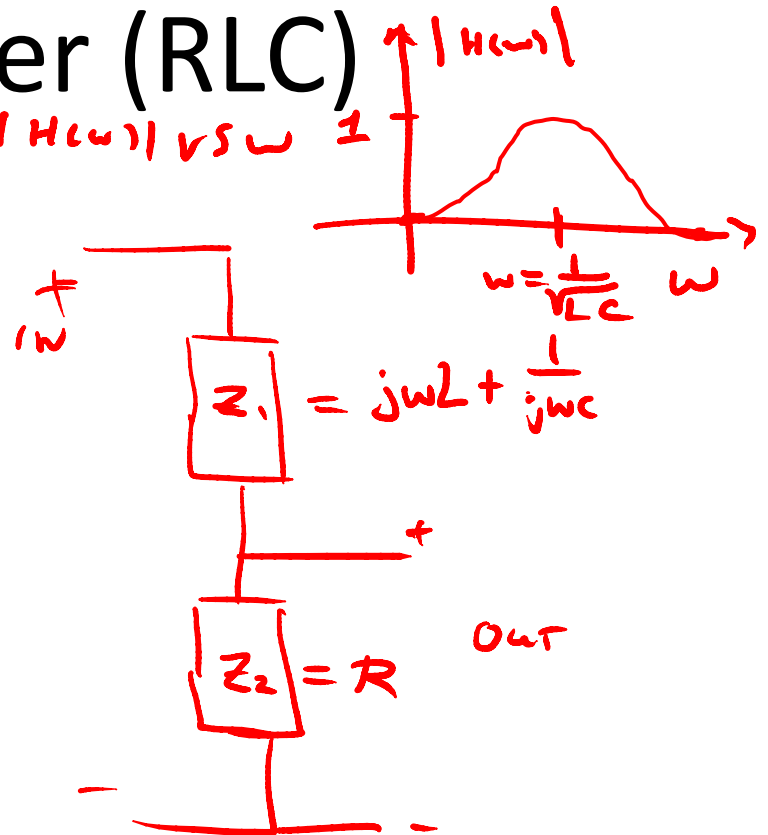 er (RLC)
|H(ω)|
|H(ω)| vs ω
1
ω = 1/√LC
ω
+
IN
Z₁ = jωL + 1/jωC
+
OUT
Z₂ = R
-
-